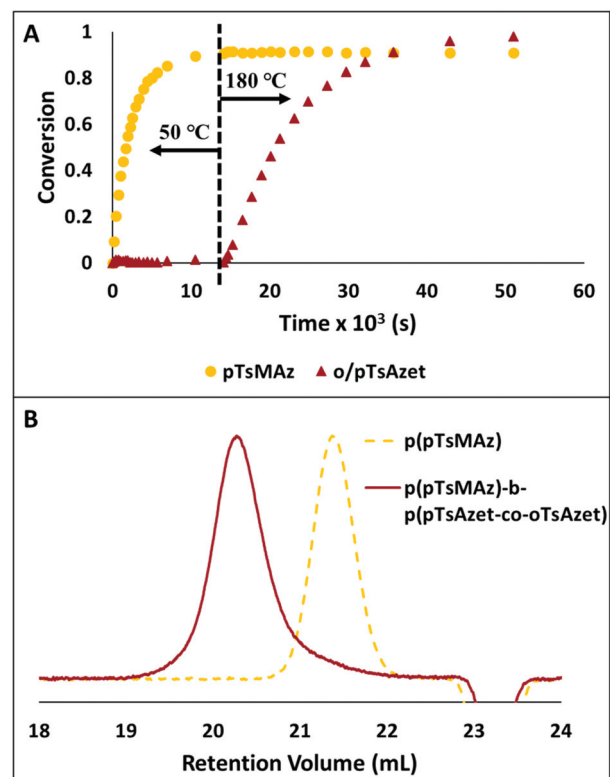 A
1
0.8
0.6
0.4
0.2
0
Conversion
180 °C
50 °C
0 10 20 30 40 50 60
Time x 10³ (s)
pTsMAz o/pTsAzet
B
p(pTsMAz)
p(pTsMAz)-b-
p(pTsAzet-co-oTsAzet)
18 19 20 21 22 23 24
Retention Volume (mL)